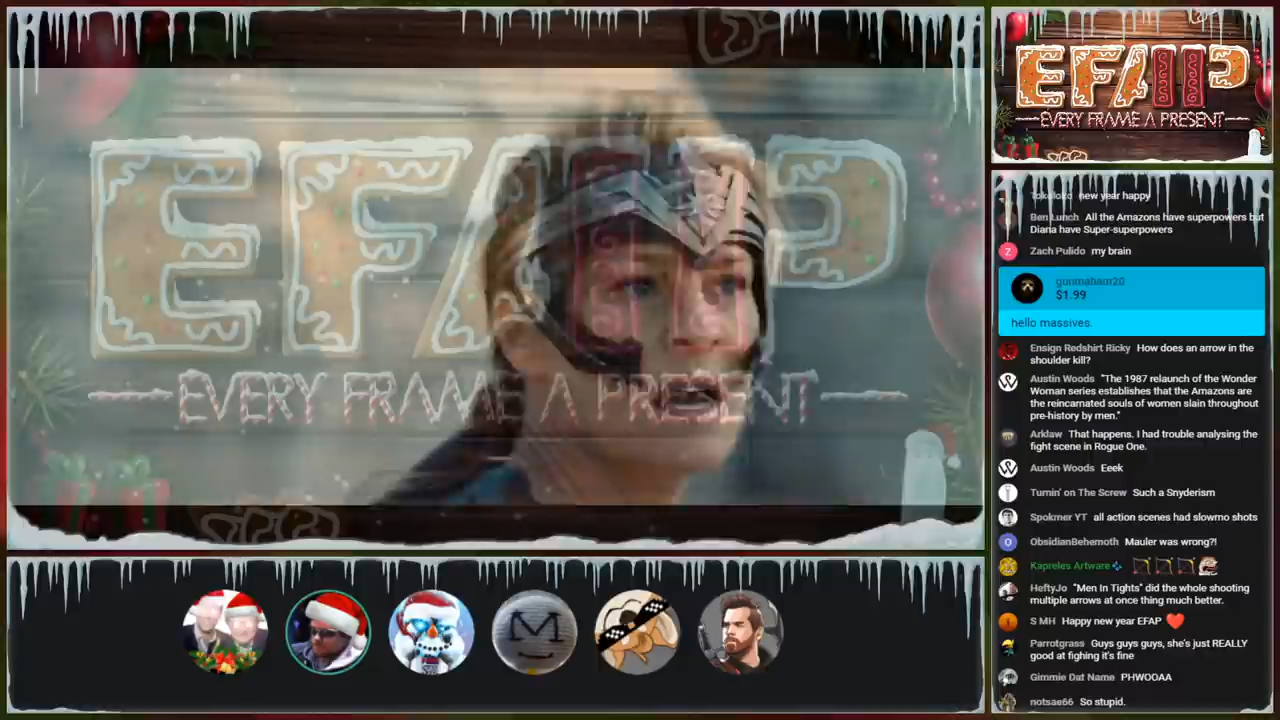 EFAP
EVERY FRAME A PRESENT
EFAP
EVERY FRAME A PRESENT
new year happy
Ben Lunch All the Amazons have superpowers but
Diana have Super-superpowers
Z Zach Pulido my brain
$1.99
hello massives.
Ensign Redshirt Ricky How does an arrow in the
shoulder kill?
Austin Woods "The 1987 relaunch of the Wonder
Woman series establishes that the Amazons are
the reincarnated souls of women slain throughout
pre-history by men."
Arklaw That happens. I had trouble analysing the
fight scene in Rogue One.
Austin Woods Eeek
Turnin' on The Screw Such a Snyderism
Spokmer YT all action scenes had slowmo shots
O ObsidianBehemoth Mauler was wrong?!
Kapreles Artware
HeftyJo "Men In Tights" did the whole shooting
multiple arrows at once thing much better.
S MH Happy new year EFAP
Parrotgrass Guys guys guys, she's just REALLY
good at fighing it's fine
Gimmie Dat Name PHWOOAA
notsae66 So stupid.
M